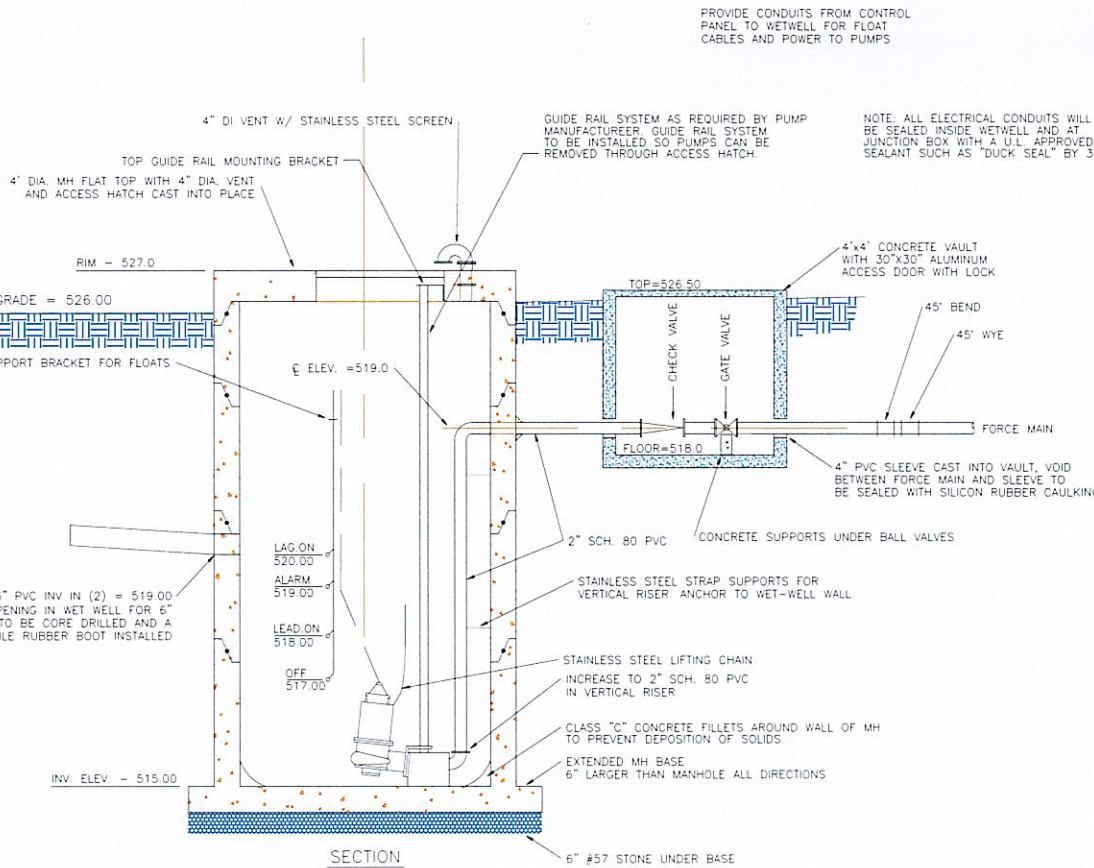 PROVIDE CONDUITS FROM CONTROL
PANEL TO WETWELL FOR FLOAT
CABLES AND POWER TO PUMPS
4" DI VENT W/ STAINLESS STEEL SCREEN
GUIDE RAIL SYSTEM AS REQUIRED BY PUMP
MANUFACTUREER. GUIDE RAIL SYSTEM
TO BE INSTALLED SO PUMPS CAN BE
REMOVED THROUGH ACCESS HATCH.
NOTE: ALL ELECTRICAL CONDUITS WILL
BE SEALED INSIDE WETWELL AND AT
JUNCTION BOX WITH A U.L. APPROVED
SEALANT SUCH AS "DUCK SEAL" BY 3
TOP GUIDE RAIL MOUNTING BRACKET
4' DIA. MH FLAT TOP WITH 4" DIA. VENT
AND ACCESS HATCH CAST INTO PLACE
RIM - 527.0
4'x4' CONCRETE VAULT
WITH 30"X30" ALUMINUM
ACCESS DOOR WITH LOCK
TOP=526.50
GRADE = 526.00
45° BEND
45° WYE
PPORT BRACKET FOR FLOATS
CHECK VALVE
GATE VALVE
℄ ELEV. =519.0
FORCE MAIN
FLOOR=518.0
4" PVC SLEEVE CAST INTO VAULT, VOID
BETWEEN FORCE MAIN AND SLEEVE TO
BE SEALED WITH SILICON RUBBER CAULKING
2" SCH. 80 PVC
CONCRETE SUPPORTS UNDER BALL VALVES
LAG.ON
520.00
ALARM
519.00
LEAD.ON
518.00
OFF
517.00
6" PVC INV IN (2) = 519.00
PENING IN WET WELL FOR 6"
TO BE CORE DRILLED AND A
LE RUBBER BOOT INSTALLED
STAINLESS STEEL STRAP SUPPORTS FOR
VERTICAL RISER. ANCHOR TO WET-WELL WALL.
STAINLESS STEEL LIFTING CHAIN
INCREASE TO 2" SCH. 80 PVC
IN VERTICAL RISER
CLASS "C" CONCRETE FILLETS AROUND WALL OF MH
TO PREVENT DEPOSITION OF SOLIDS.
EXTENDED MH BASE
6" LARGER THAN MANHOLE ALL DIRECTIONS
INV. ELEV. - 515.00
6" #57 STONE UNDER BASE
SECTION